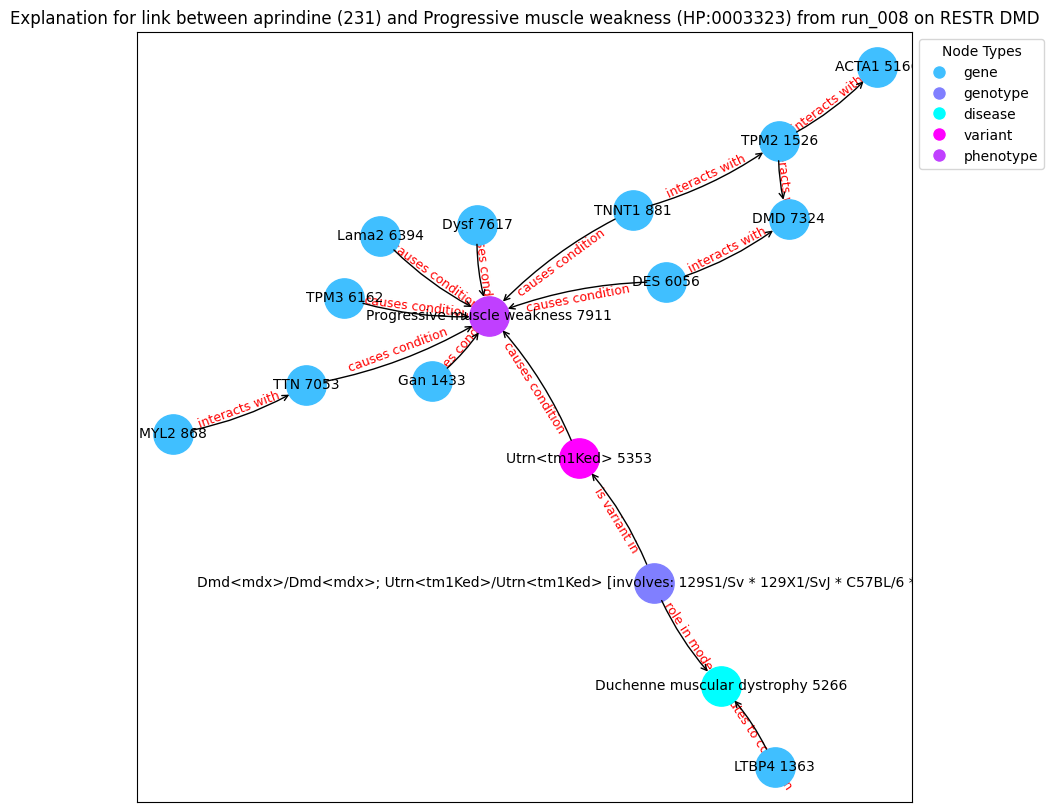 Explanation for link between aprindine (231) and Progressive muscle weakness (HP:0003323) from run_008 on RESTR DMD
Node Types
gene
genotype
disease
variant
phenotype
ACTA1 516
interacts with
TPM2 1526
interacts with
TNNT1 881
DMD 7324
Dysf 7617
Lama2 6394
causes condition
interacts with
DES 6056
causes condition
TPM3 6162
causes condition
Progressive muscle weakness 7911
causes condition
TTN 7053
Gan 1433
causes condition
interacts with
MYL2 868
Utrn<tm1Ked> 5353
is variant in
Dmd<mdx>/Dmd<mdx>; Utrn<tm1Ked>/Utrn<tm1Ked> [involves: 129S1/Sv * 129X1/SvJ * C57BL/6 *
role in mode
Duchenne muscular dystrophy 5266
LTBP4 1363